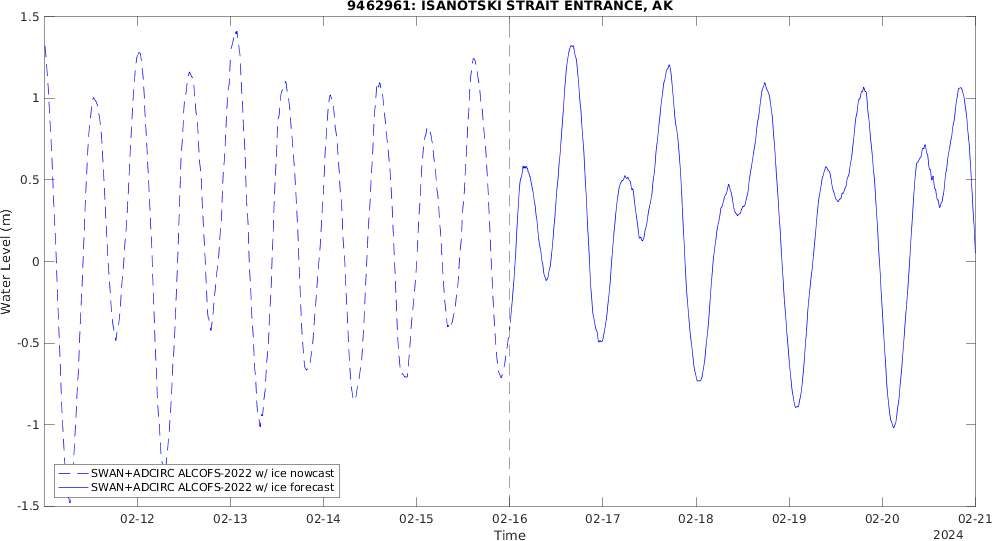 9462961: ISANOTSKI STRAIT ENTRANCE, AK
1.5
1
0.5
0
-0.5
-1
-1.5
Water Level (m)
SWAN+ADCIRC ALCOFS-2022 w/ ice nowcast
SWAN+ADCIRC ALCOFS-2022 w/ ice forecast
02-12 02-13 02-14 02-15 02-16 02-17 02-18 02-19 02-20 02-21
Time
2024